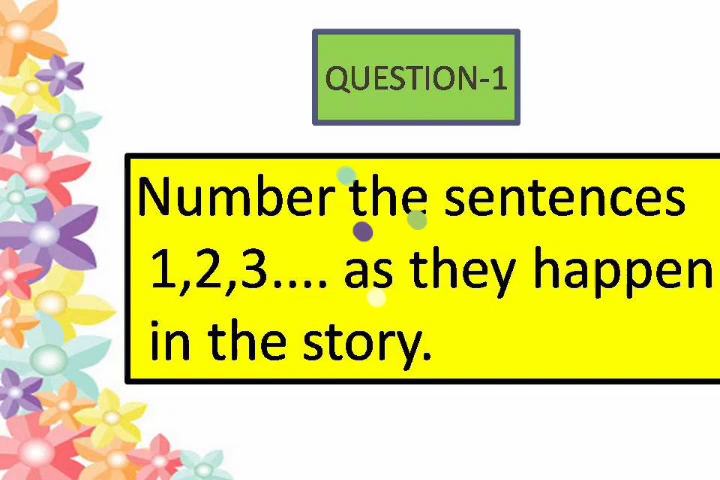 QUESTION-1
Number the sentences
1,2,3.... as they happen
in the story.